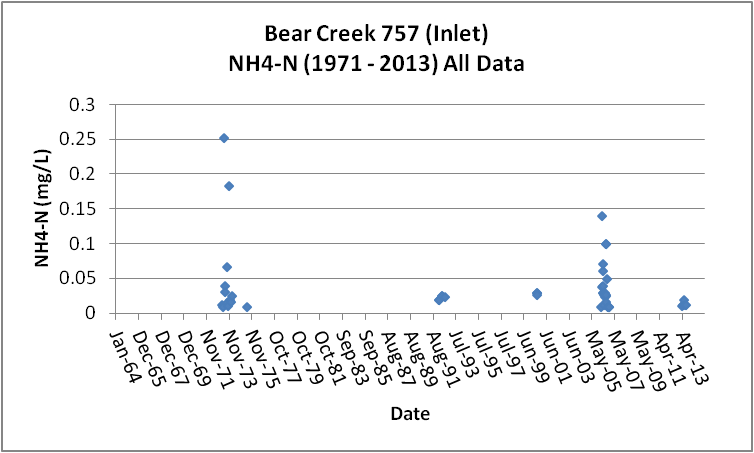 Bear Creek 757 (Inlet)
NH4-N (1971 - 2013) All Data
NH4-N (mg/L)
0.3
0.25
0.2
0.15
0.1
0.05
0
Jan-64
Dec-65
Dec-67
Dec-69
Nov-71
Nov-73
Nov-75
Oct-77
Oct-79
Oct-81
Sep-83
Sep-85
Aug-87
Aug-89
Aug-91
Jul-93
Jul-95
Jul-97
Jun-99
Jun-01
Jun-03
May-05
May-07
May-09
Apr-11
Apr-13
Date